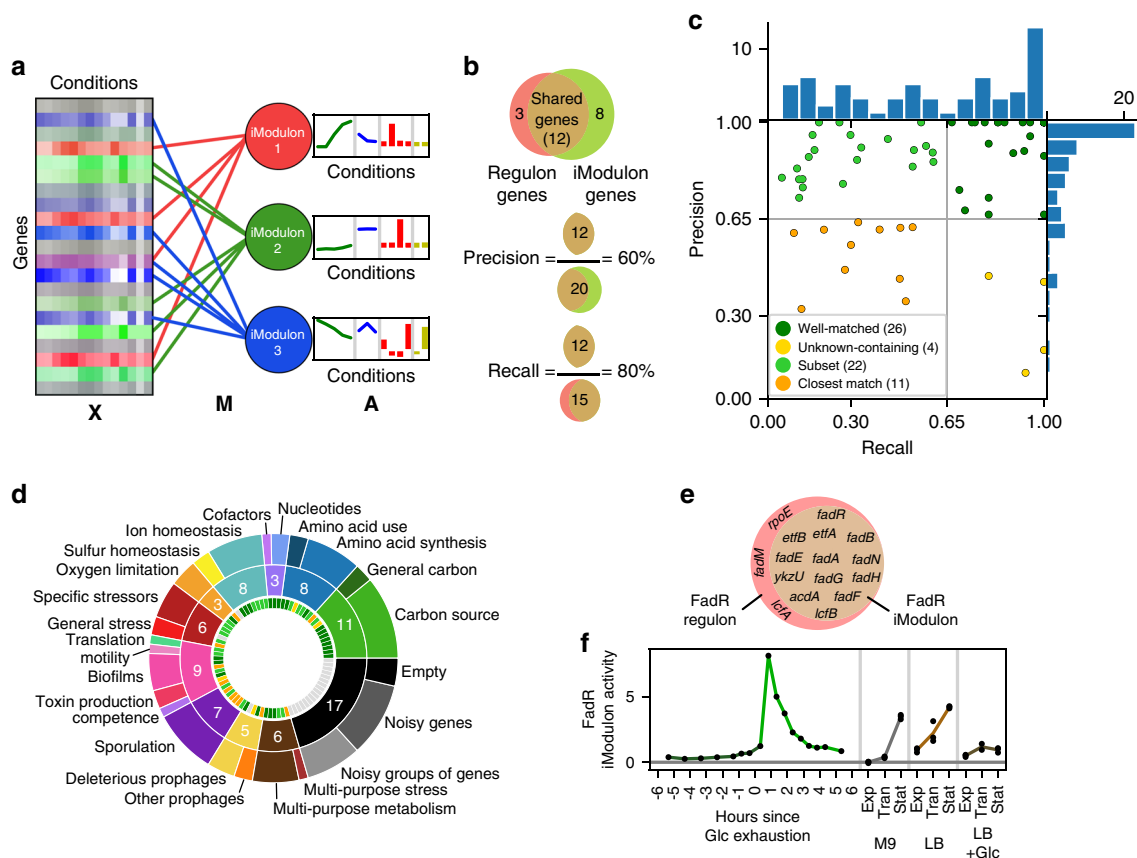 a
Conditions
Genes
X
M
A
iModulon
1
iModulon
2
iModulon
3
Conditions
Conditions
Conditions
b
3
Shared
genes
(12)
8
Regulon
genes
iModulon
genes
Precision =
12
20
= 60%
Recall =
12
15
= 80%
c
10
20
1.00
0.65
0.30
0.00
Precision
Well-matched (26)
Unknown-containing (4)
Subset (22)
Closest match (11)
0.00
0.30
0.65
1.00
Recall
d
Cofactors
Nucleotides
Ion homeostasis
Amino acid use
Amino acid synthesis
Sulfur homeostasis
Oxygen limitation
General carbon
Specific stressors
Carbon source
General stress
Translation
motility
Biofilms
Toxin production
competence
Sporulation
Deleterious prophages
Other prophages
Empty
Noisy genes
Noisy groups of genes
Multi-purpose stress
Multi-purpose metabolism
8
3
8
3
11
6
9
7
5
6
17
e
rpoE
fadR
etfB
etfA
fadB
fadM
fadE
fadA
fadN
ykzU
fadG
fadH
acdA
fadF
lcfA
lcfB
FadR
regulon
FadR
iModulon
f
FadR
iModulon activity
5
0
-6
-5
-4
-3
-2
-1
0
1
2
3
4
5
6
Hours since
Glc exhaustion
Exp
Tran
Stat
M9
Exp
Tran
Stat
LB
Exp
Tran
Stat
LB
+Glc